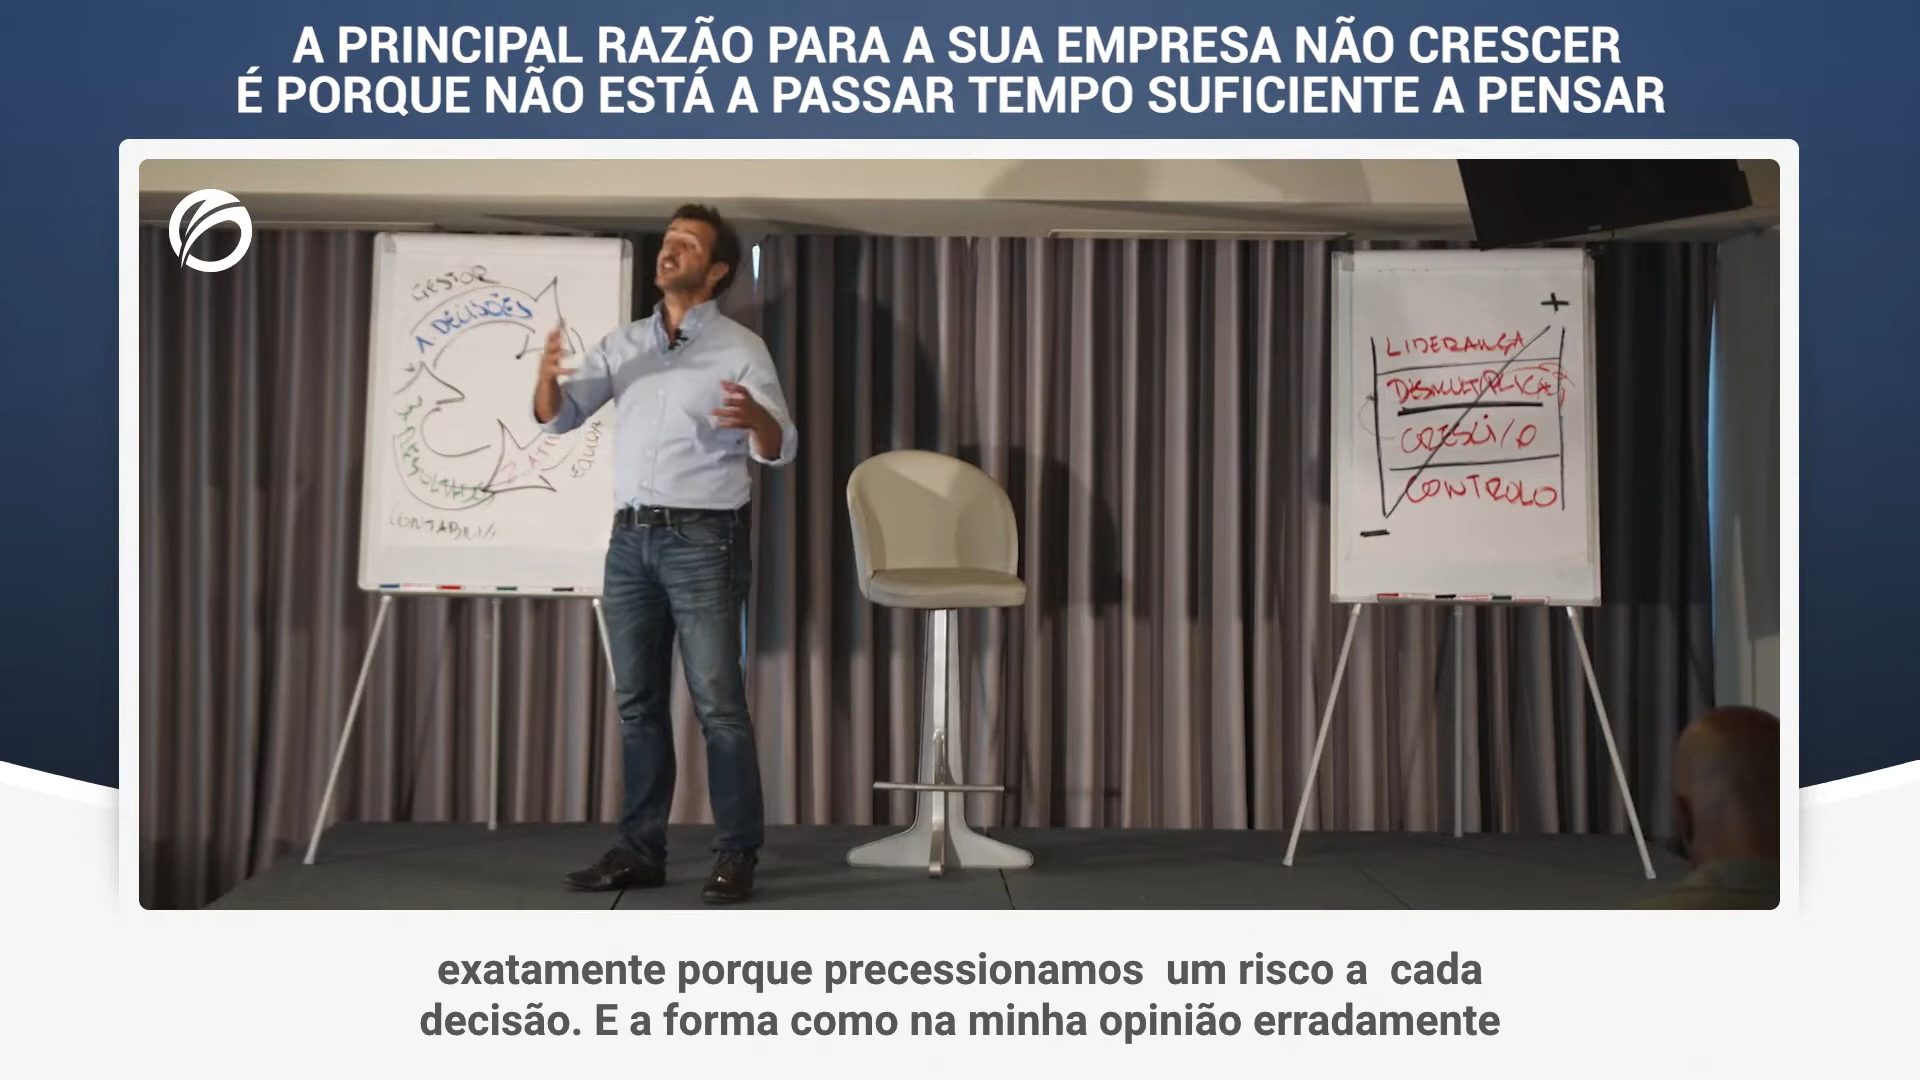 A PRINCIPAL RAZÃO PARA A SUA EMPRESA NÃO CRESCER
É PORQUE NÃO ESTÁ A PASSAR TEMPO SUFICIENTE A PENSAR
GESTOR
1. DECISÕES
CONTABILI/
EQUIPA
+
LIDERANÇA
CONTROLO
-
exatamente porque precessionamos um risco a cada
decisão. E a forma como na minha opinião erradamente